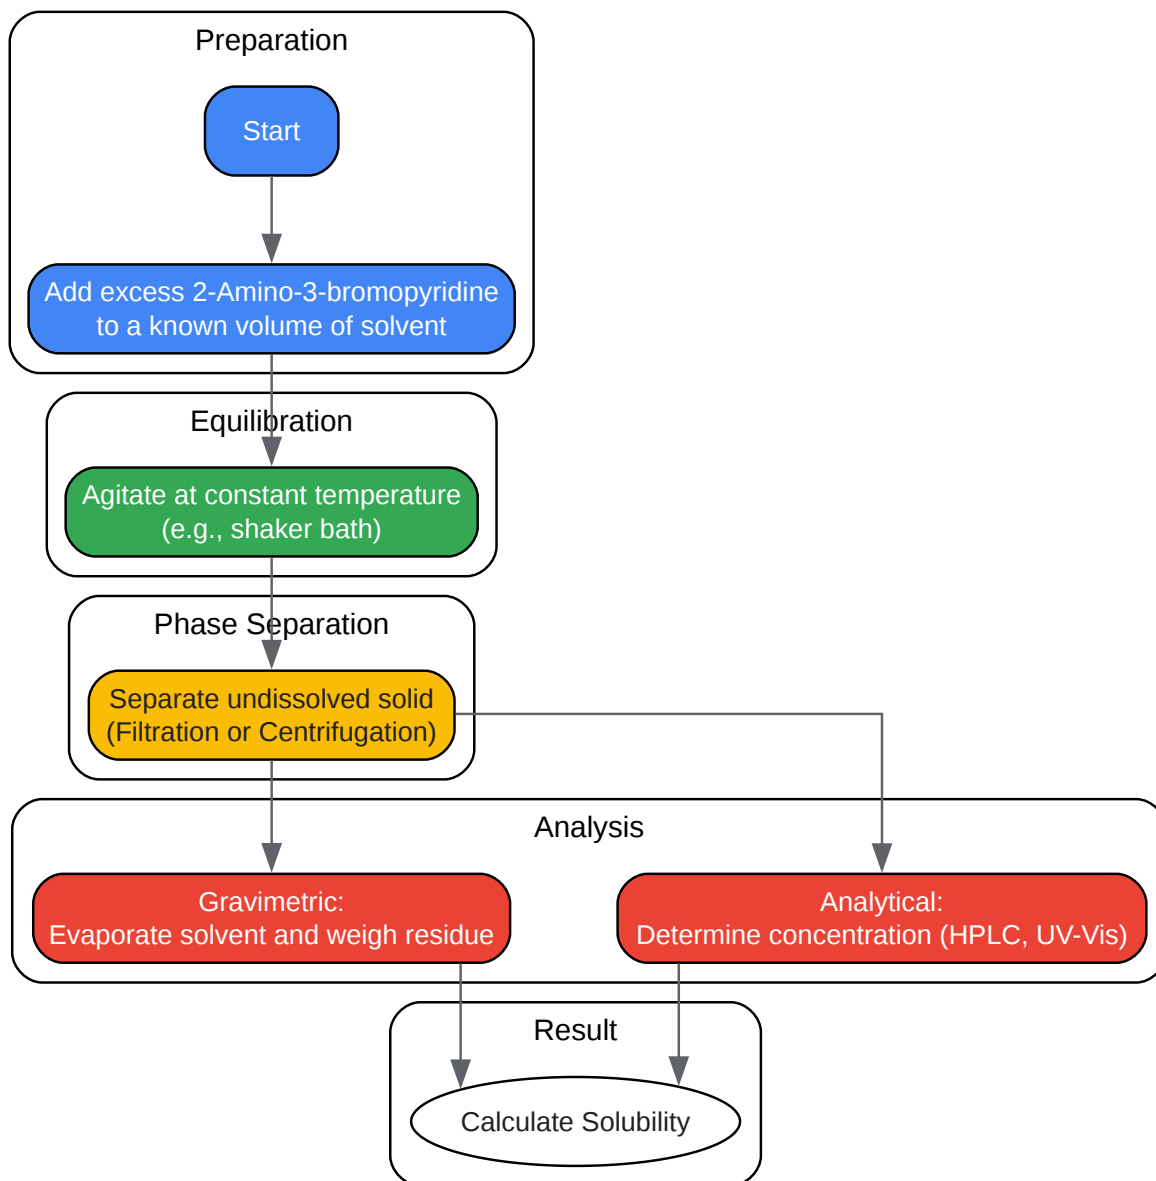 Preparation
Start
Add excess 2-Amino-3-bromopyridine
to a known volume of solvent
Equilibration
Agitate at constant temperature
(e.g., shaker bath)
Phase Separation
Separate undissolved solid
(Filtration or Centrifugation)
Analysis
Gravimetric:
Evaporate solvent and weigh residue
Analytical:
Determine concentration (HPLC, UV-Vis)
Result
Calculate Solubility